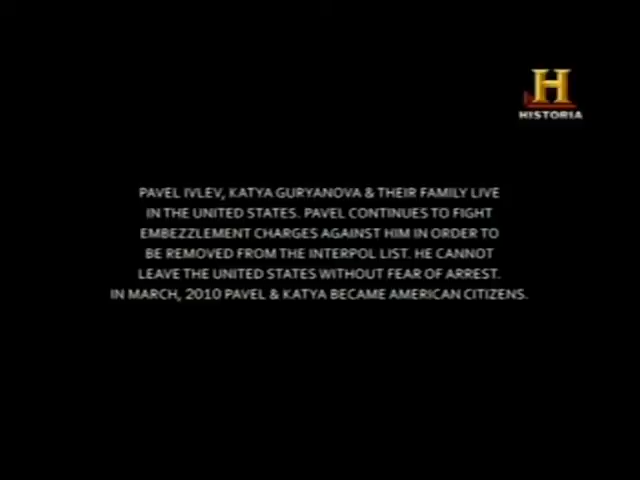 H
HISTORIA
PAVEL IVLEV, KATYA GURYANOVA & THEIR FAMILY LIVE
IN THE UNITED STATES. PAVEL CONTINUES TO FIGHT
EMBEZZLEMENT CHARGES AGAINST HIM IN ORDER TO
BE REMOVED FROM THE INTERPOL LIST. HE CANNOT
LEAVE THE UNITED STATES WITHOUT FEAR OF ARREST.
IN MARCH, 2010 PAVEL & KATYA BECAME AMERICAN CITIZENS.